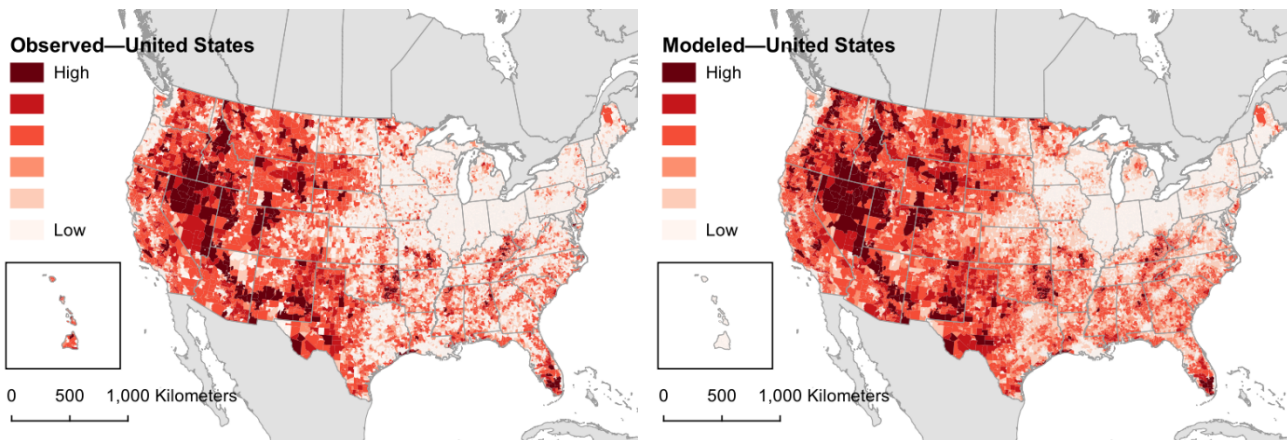 Observed—United States
High
Low
0 500 1,000 Kilometers
Modeled—United States
High
Low
0 500 1,000 Kilometers